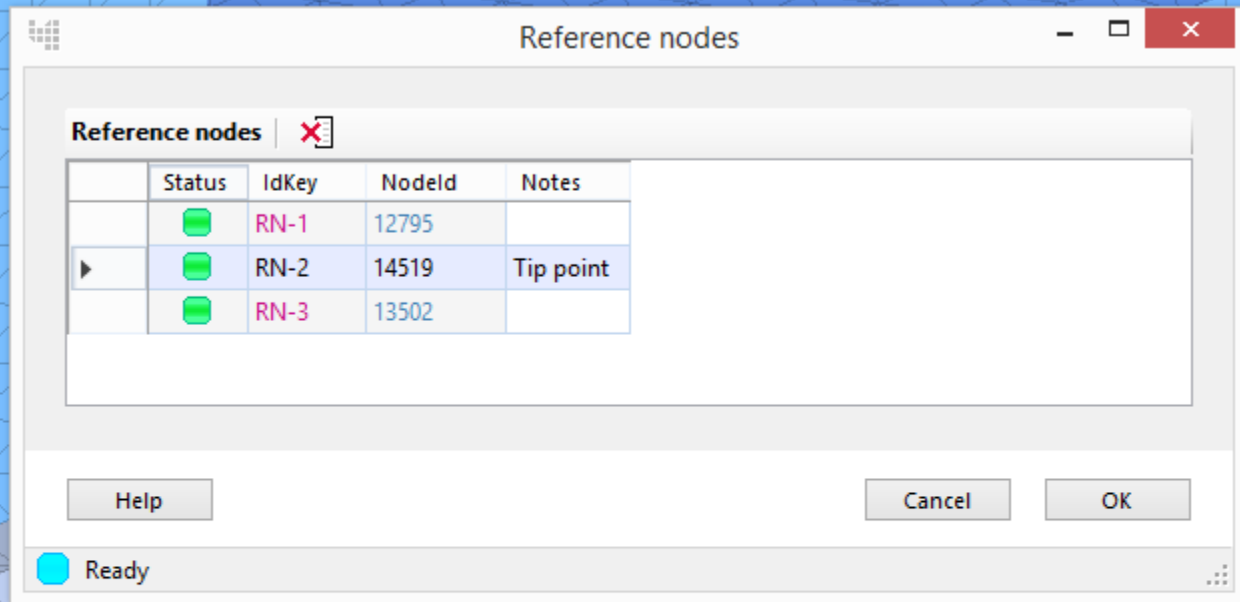 Reference nodes
Reference nodes
Status IdKey NodeId Notes
RN-1 12795
RN-2 14519 Tip point
RN-3 13502
Help Cancel OK
Ready